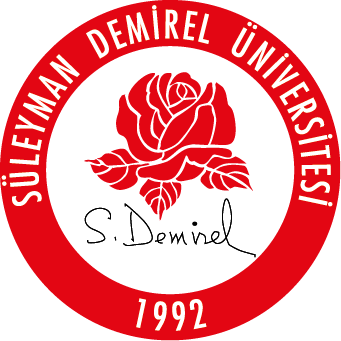 SÜLEYMAN DEMİREL ÜNİVERSİTESİ
S. Demirel
1992